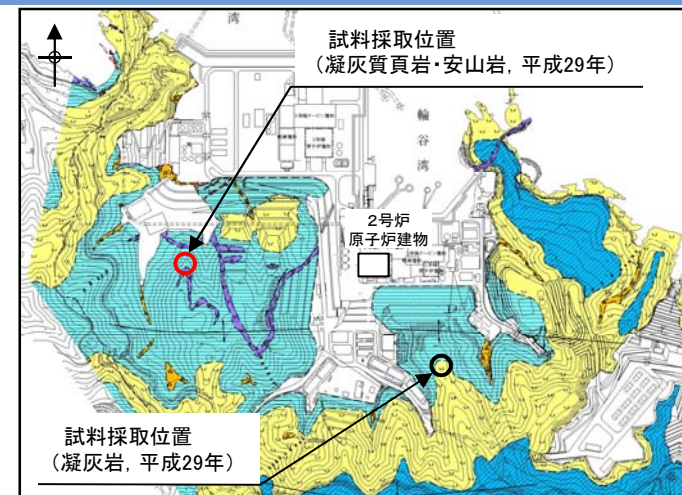 湾
試料採取位置
(凝灰質頁岩・安山岩, 平成29年)
輪
谷
湾
2号炉
原子炉建物
試料採取位置
(凝灰岩, 平成29年)